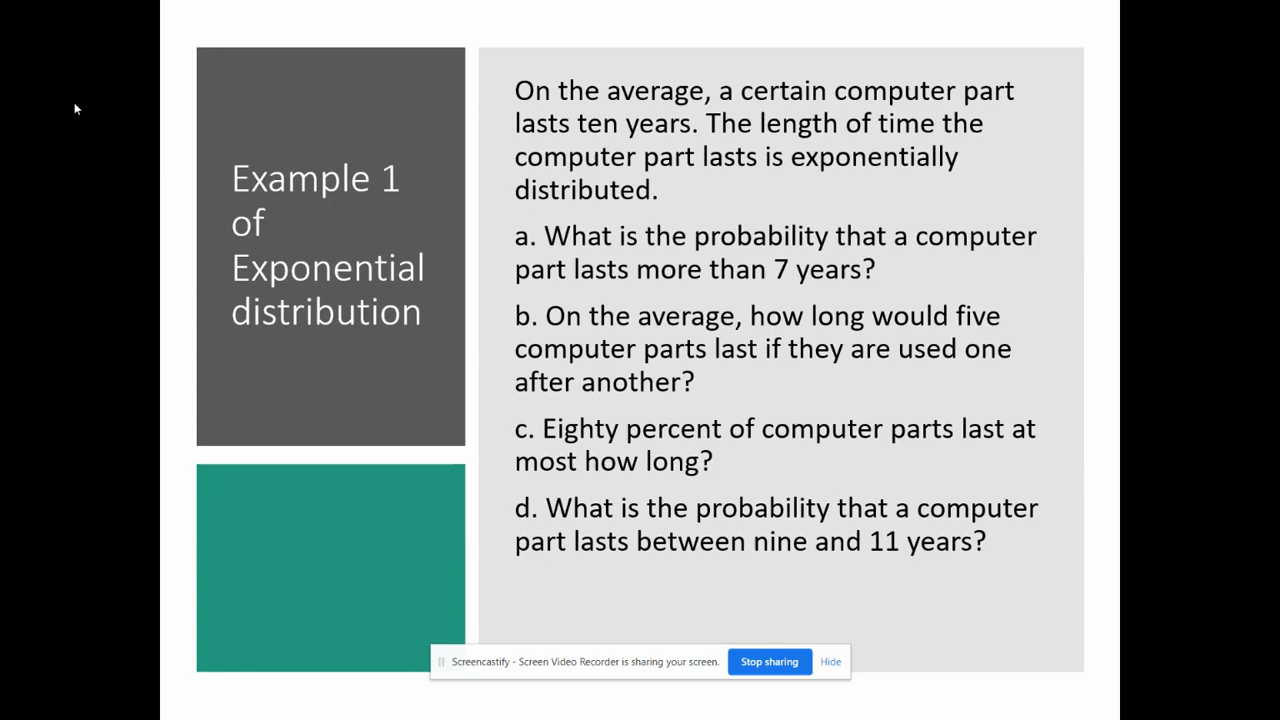 Example 1
of
Exponential
distribution
On the average, a certain computer part
lasts ten years. The length of time the
computer part lasts is exponentially
distributed.
a. What is the probability that a computer
part lasts more than 7 years?
b. On the average, how long would five
computer parts last if they are used one
after another?
c. Eighty percent of computer parts last at
most how long?
d. What is the probability that a computer
part lasts between nine and 11 years?
Screencastify - Screen Video Recorder is sharing your screen. Stop sharing Hide